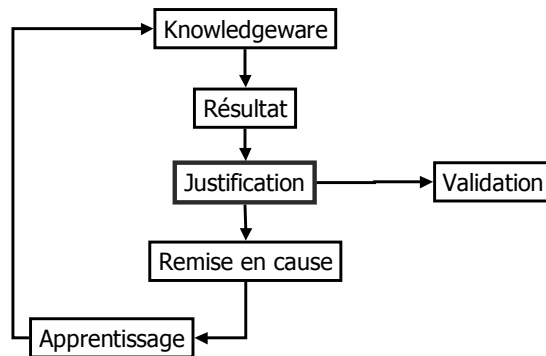 Knowledgeware
Résultat
Justification
Validation
Remise en cause
Apprentissage